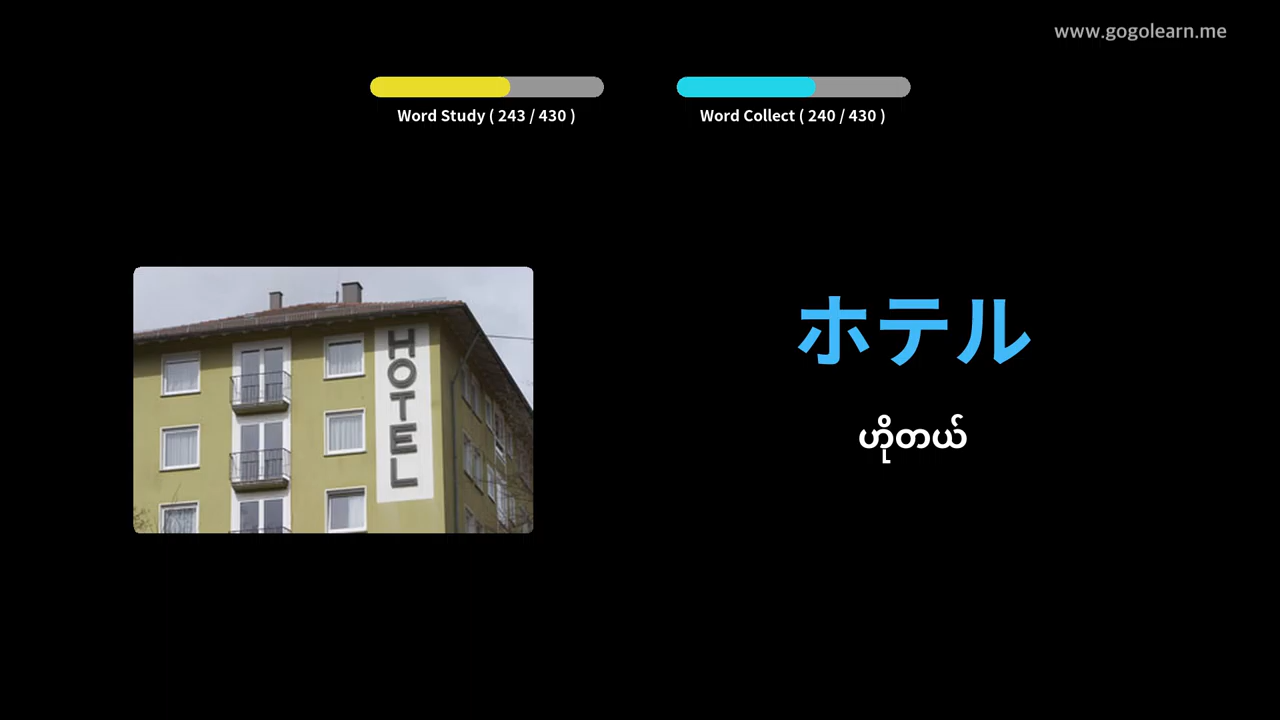 www.gogolearn.me
Word Study ( 243 / 430 )
Word Collect ( 240 / 430 )
HOTEL
ホテル
ဟိုတယ်